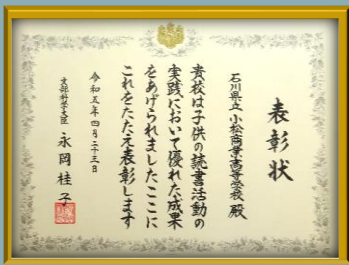 表彰状
石川県立小松商業高等学校殿
貴校は子供の読書活動の
実践において優れた成果
をあげられましたここに
これをたたえ表彰します
令和五年四月二十三日
文部科学大臣 永岡桂子